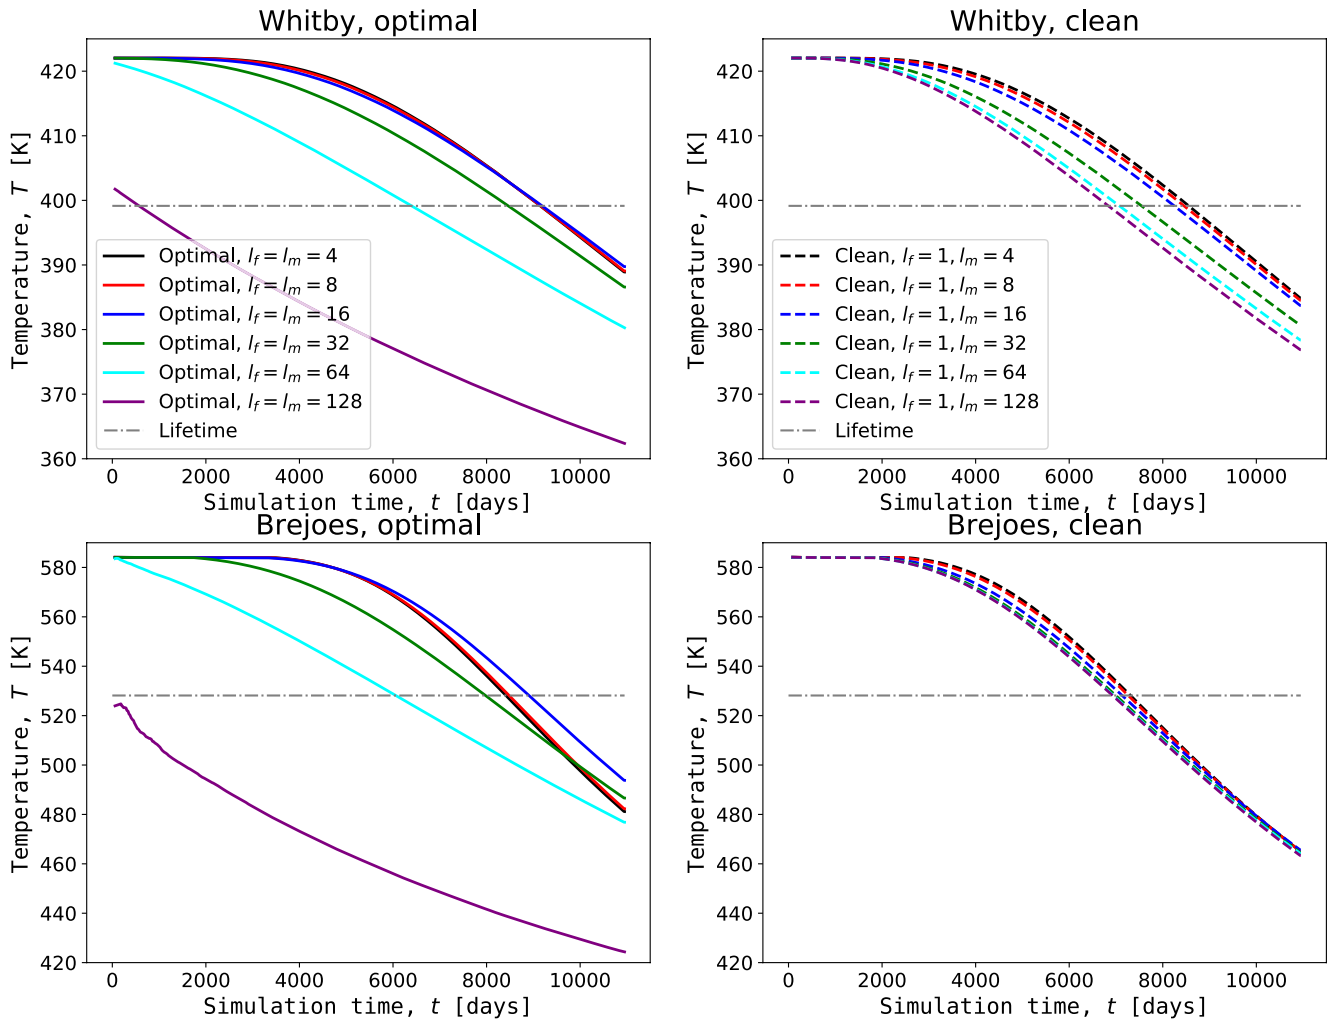 Whitby, optimal
Temperature, T [K]
420
410
400
390
380
370
360
Optimal, l_f = l_m = 4
Optimal, l_f = l_m = 8
Optimal, l_f = l_m = 16
Optimal, l_f = l_m = 32
Optimal, l_f = l_m = 64
Optimal, l_f = l_m = 128
Lifetime
0 2000 4000 6000 8000 10000
Simulation time, t [days]
Whitby, clean
Temperature, T [K]
420
410
400
390
380
370
360
Clean, l_f = 1, l_m = 4
Clean, l_f = 1, l_m = 8
Clean, l_f = 1, l_m = 16
Clean, l_f = 1, l_m = 32
Clean, l_f = 1, l_m = 64
Clean, l_f = 1, l_m = 128
Lifetime
0 2000 4000 6000 8000 10000
Simulation time, t [days]
Brejoes, optimal
Temperature, T [K]
580
560
540
520
500
480
460
440
420
0 2000 4000 6000 8000 10000
Simulation time, t [days]
Brejoes, clean
Temperature, T [K]
580
560
540
520
500
480
460
440
420
0 2000 4000 6000 8000 10000
Simulation time, t [days]